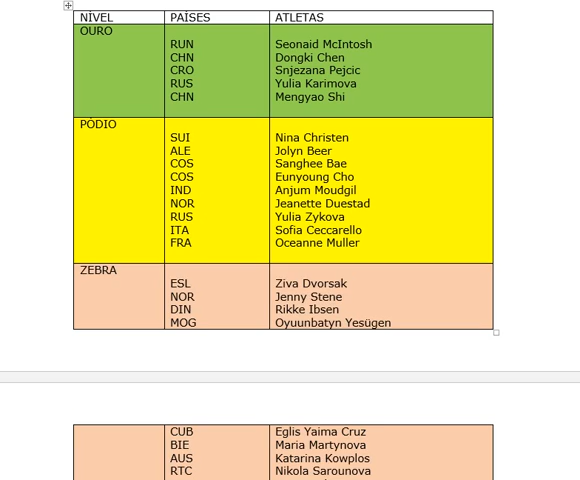 NÍVEL PAÍSES ATLETAS
OURO
RUN Seonaid McIntosh
CHN Dongki Chen
CRO Snjezana Pejcic
RUS Yulia Karimova
CHN Mengyao Shi
PÓDIO
SUI Nina Christen
ALE Jolyn Beer
COS Sanghee Bae
COS Eunyoung Cho
IND Anjum Moudgil
NOR Jeanette Duestad
RUS Yulia Zykova
ITA Sofia Ceccarello
FRA Oceanne Muller
ZEBRA
ESL Ziva Dvorsak
NOR Jenny Stene
DIN Rikke Ibsen
MOG Oyuunbatyn Yesügen
CUB Eglis Yaima Cruz
BIE Maria Martynova
AUS Katarina Kowplos
RTC Nikola Sarounova